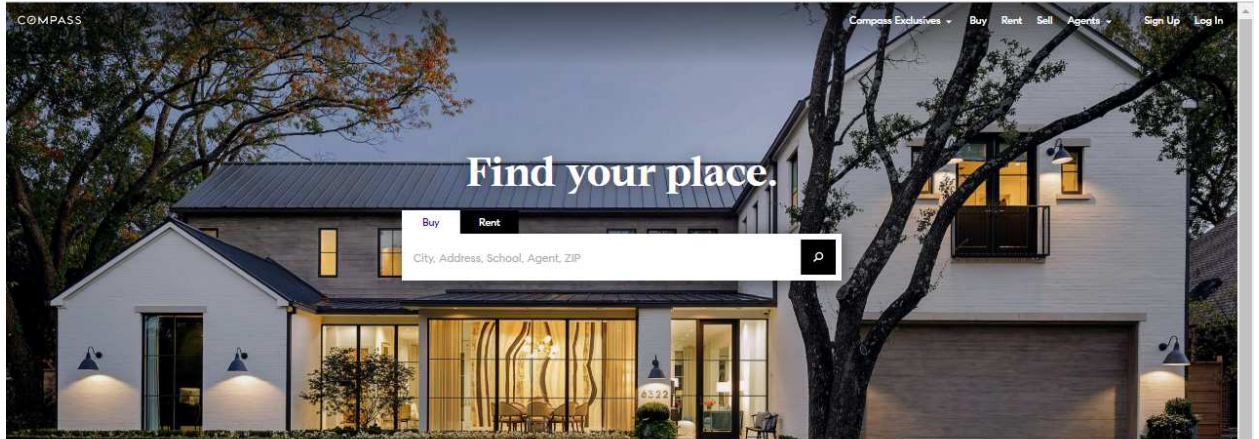 COMPASS
Compass Exclusives Buy Rent Sell Agents Sign Up Log In
Find your place.
Buy Rent
City, Address, School, Agent, ZIP
6322